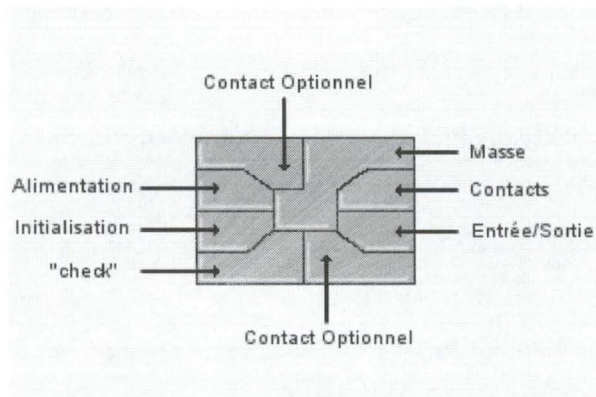 Contact Optionnel
Masse
Alimentation
Contacts
Initialisation
Entrée/Sortie
"check"
Contact Optionnel